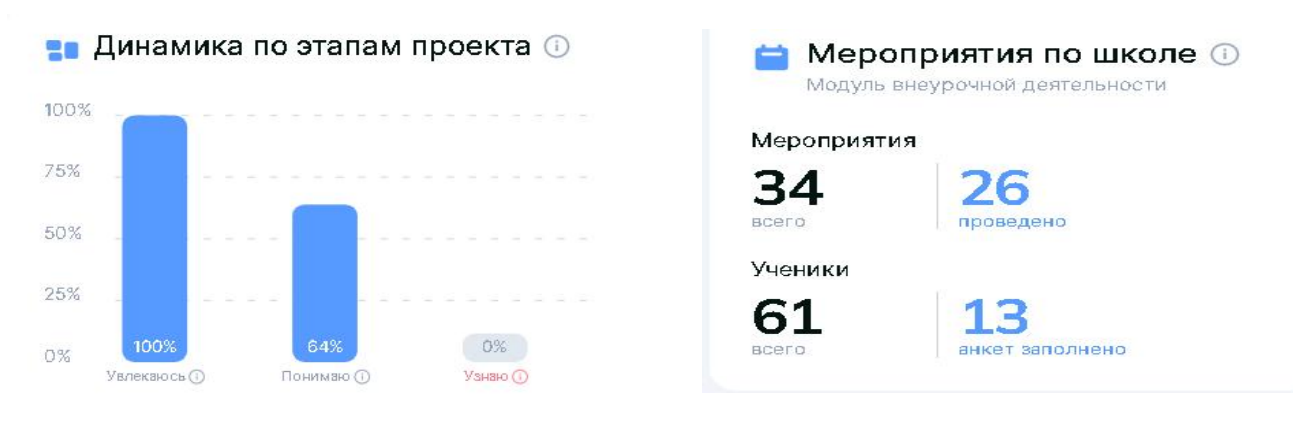 Динамика по этапам проекта
100%
75%
50%
25%
0%
100%
64%
0%
Увлекаюсь
Понимаю
Узнаю
Мероприятия по школе
Модуль внеурочной деятельности
Мероприятия
34
26
всего
проведено
Ученики
61
13
всего
анкет заполнено